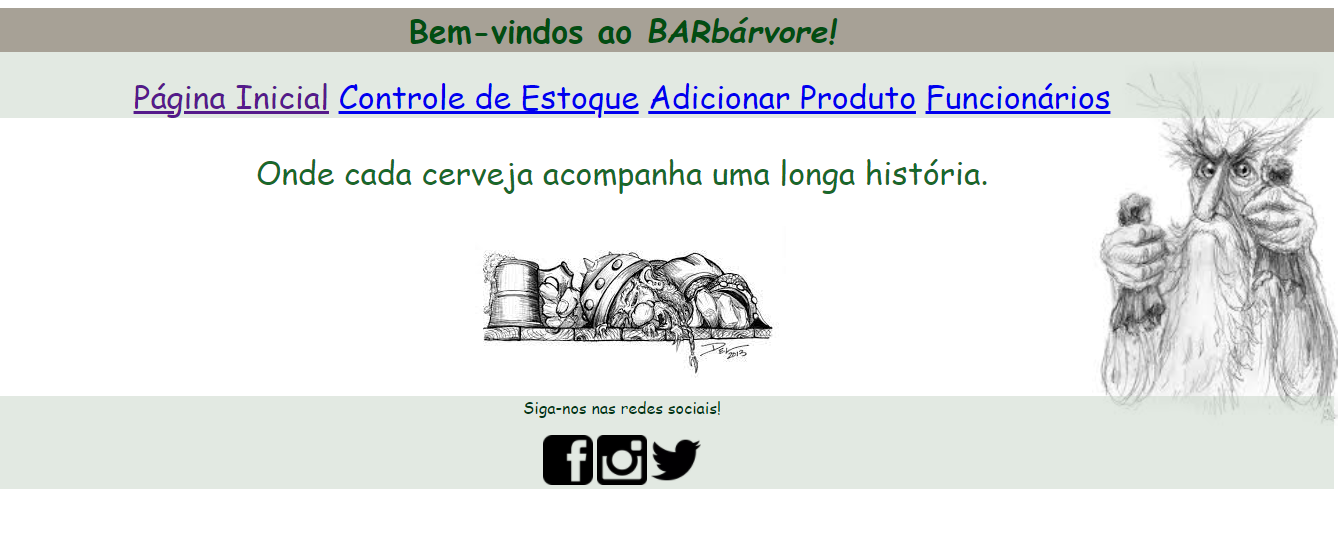 Bem-vindos ao BARbárvore!
Página Inicial Controle de Estoque Adicionar Produto Funcionários
Onde cada cerveja acompanha uma longa história.
2013
Siga-nos nas redes sociais!